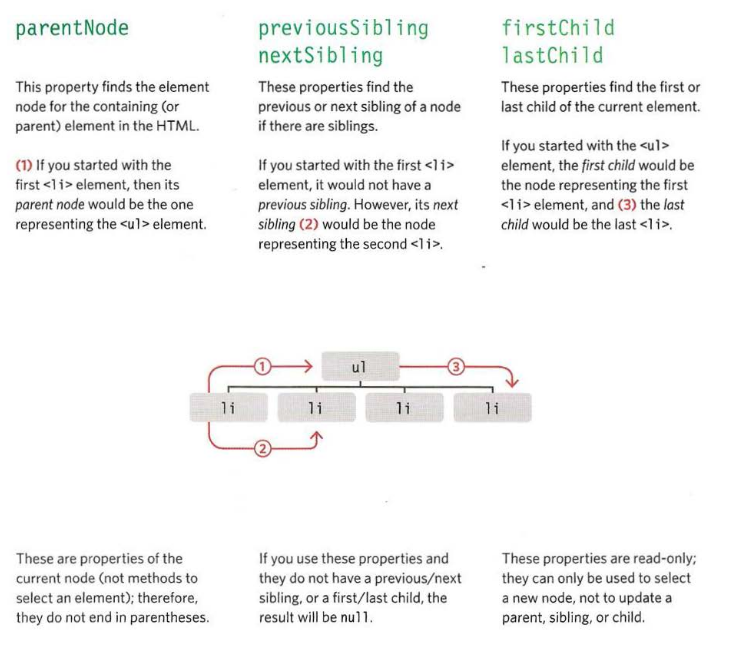 parentNode
This property finds the element
node for the containing (or
parent) element in the HTML.
(1) If you started with the
first <li> element, then its
parent node would be the one
representing the <ul> element.
previousSibling
nextSibling
These properties find the
previous or next sibling of a node
if there are siblings.
If you started with the first <li>
element, it would not have a
previous sibling. However, its next
sibling (2) would be the node
representing the second <li>.
firstChild
lastChild
These properties find the first or
last child of the current element.
If you started with the <ul>
element, the first child would be
the node representing the first
<li> element, and (3) the last
child would be the last <li>.
1
ul
3
li
li
li
li
2
These are properties of the
current node (not methods to
select an element); therefore,
they do not end in parentheses.
If you use these properties and
they do not have a previous/next
sibling, or a first/last child, the
result will be null.
These properties are read-only;
they can only be used to select
a new node, not to update a
parent, sibling, or child.